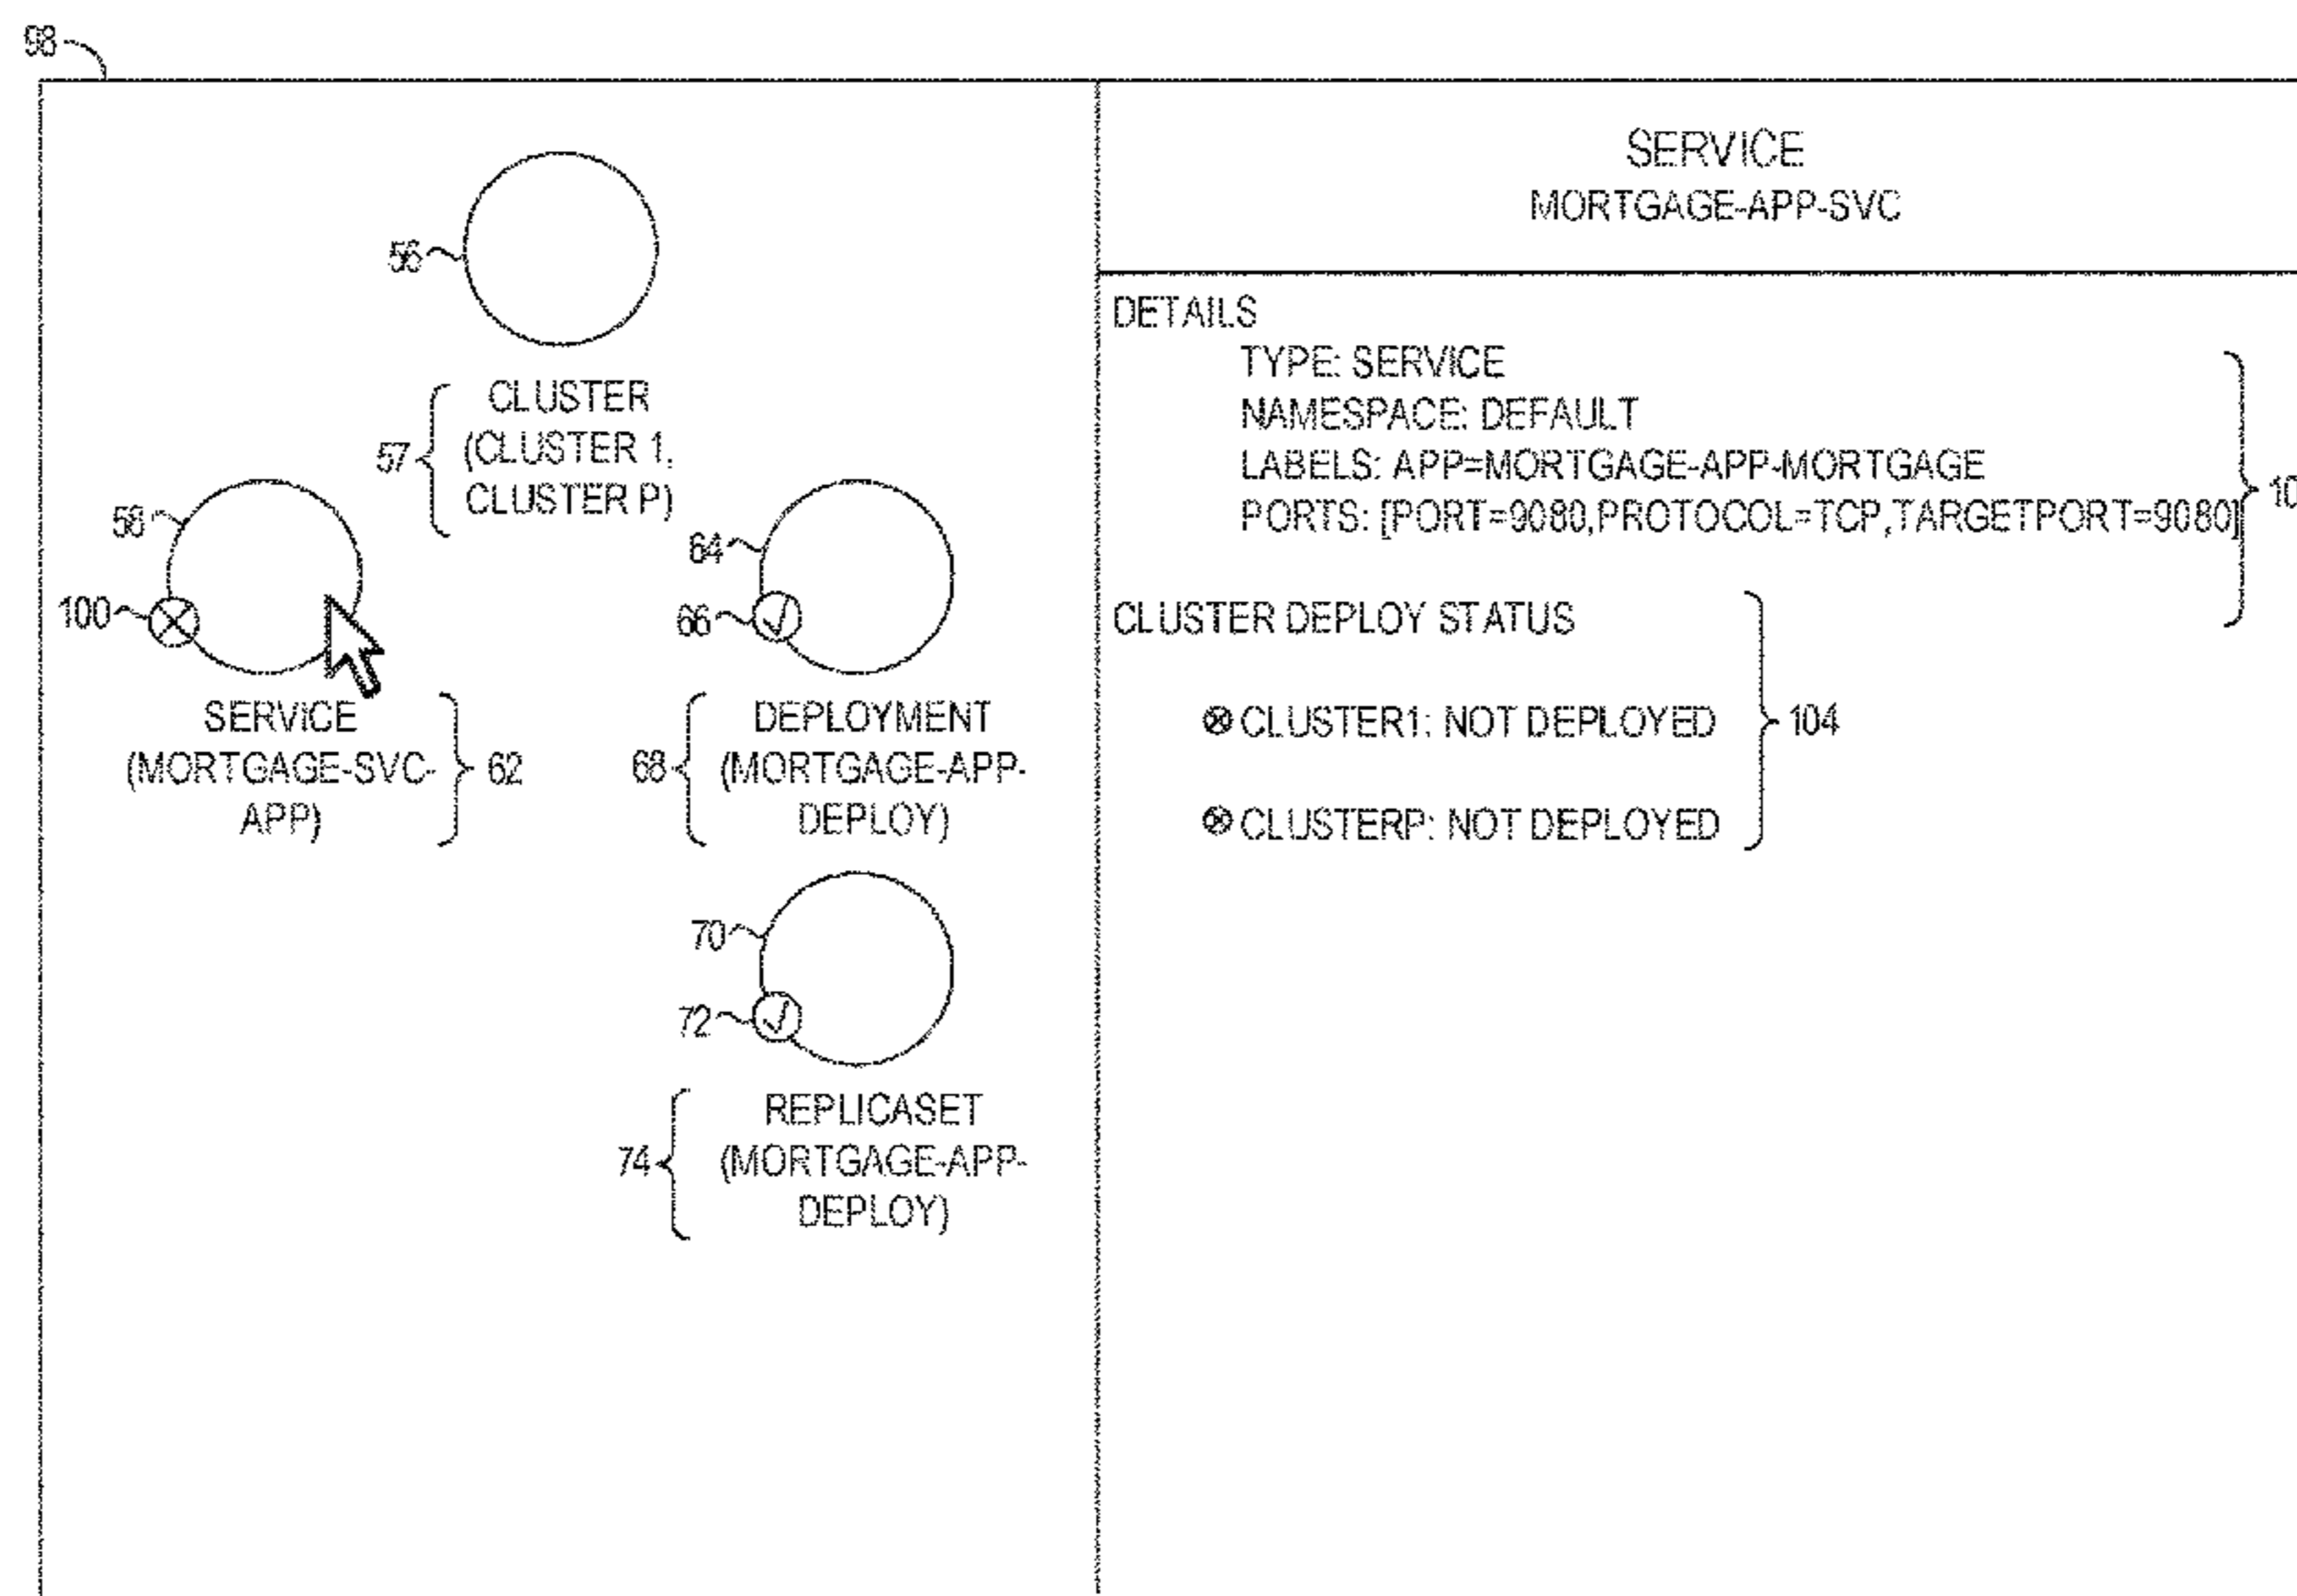 98
56
57
CLUSTER
(CLUSTER 1,
CLUSTER P)
58
100
SERVICE
(MORTGAGE-SVC-
APP)
62
64
66
68
DEPLOYMENT
(MORTGAGE-APP-
DEPLOY)
70
72
74
REPLICASET
(MORTGAGE-APP-
DEPLOY)
SERVICE
MORTGAGE-APP-SVC
DETAILS
TYPE: SERVICE
NAMESPACE: DEFAULT
LABELS: APP=MORTGAGE-APP-MORTGAGE
PORTS: [PORT=9080,PROTOCOL=TCP,TARGETPORT=9080]
CLUSTER DEPLOY STATUS
CLUSTER1: NOT DEPLOYED
CLUSTERP: NOT DEPLOYED
104